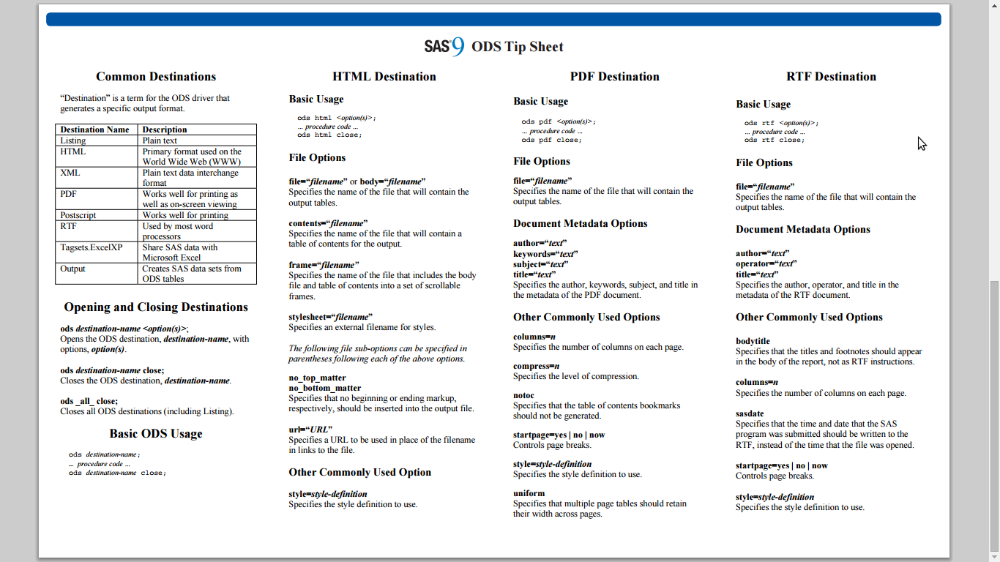 SAS®9 ODS Tip Sheet
Common Destinations
“Destination” is a term for the ODS driver that
generates a specific output format.
Destination Name Description
Listing Plain text
HTML Primary format used on the
World Wide Web (WWW)
XML Plain text data interchange
format
PDF Works well for printing as
well as on-screen viewing
Postscript Works well for printing
RTF Used by most word
processors
Tagsets.ExcelXP Share SAS data with
Microsoft Excel
Output Creates SAS data sets from
ODS tables
Opening and Closing Destinations
ods destination-name <option(s)>;
Opens the ODS destination, destination-name, with
options, option(s).
ods destination-name close;
Closes the ODS destination, destination-name.
ods _all_ close;
Closes all ODS destinations (including Listing).
Basic ODS Usage
ods destination-name;
... procedure code ...
ods destination-name close;
HTML Destination
Basic Usage
ods html <option(s)>;
... procedure code ...
ods html close;
File Options
file=“filename” or body=“filename”
Specifies the name of the file that will contain the
output tables.
contents=“filename”
Specifies the name of the file that will contain a
table of contents for the output.
frame=“filename”
Specifies the name of the file that includes the body
file and table of contents into a set of scrollable
frames.
stylesheet=“filename”
Specifies an external filename for styles.
The following file sub-options can be specified in
parentheses following each of the above options.
no_top_matter
no_bottom_matter
Specifies that no beginning or ending markup,
respectively, should be inserted into the output file.
url=“URL”
Specifies a URL to be used in place of the filename
in links to the file.
Other Commonly Used Option
style=style-definition
Specifies the style definition to use.
PDF Destination
Basic Usage
ods pdf <option(s)>;
... procedure code ...
ods pdf close;
File Options
file=“filename”
Specifies the name of the file that will contain the
output tables.
Document Metadata Options
author=“text”
keywords=“text”
subject=“text”
title=“text”
Specifies the author, keywords, subject, and title in
the metadata of the PDF document.
Other Commonly Used Options
columns=n
Specifies the number of columns on each page.
compress=n
Specifies the level of compression.
notoc
Specifies that the table of contents bookmarks
should not be generated.
startpage=yes | no | now
Controls page breaks.
style=style-definition
Specifies the style definition to use.
uniform
Specifies that multiple page tables should retain
their width across pages.
RTF Destination
Basic Usage
ods rtf <option(s)>;
... procedure code ...
ods rtf close;
File Options
file=“filename”
Specifies the name of the file that will contain the
output tables.
Document Metadata Options
author=“text”
operator=“text”
title=“text”
Specifies the author, operator, and title in the
metadata of the RTF document.
Other Commonly Used Options
bodytitle
Specifies that the titles and footnotes should appear
in the body of the report, not as RTF instructions.
columns=n
Specifies the number of columns on each page.
sasdate
Specifies that the time and date that the SAS
program was submitted should be written to the
RTF, instead of the time that the file was opened.
startpage=yes | no | now
Controls page breaks.
style=style-definition
Specifies the style definition to use.